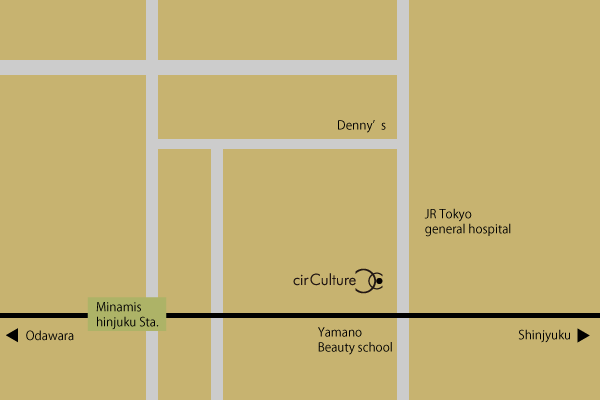 Denny's
JR Tokyo
general hospital
cirCulture
Minamis
hinjuku Sta.
Odawara
Yamano
Beauty school
Shinjyuku